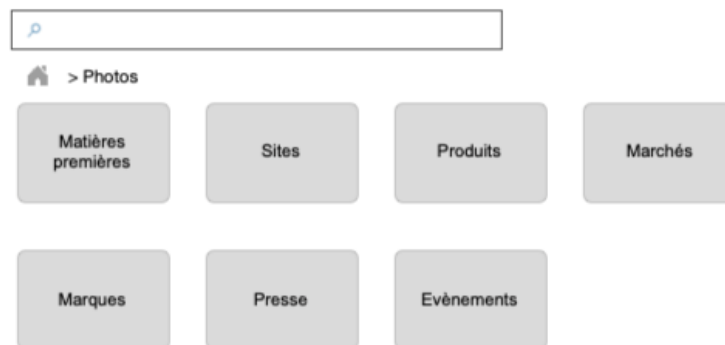 > Photos
Matières
premières
Sites
Produits
Marchés
Marques
Presse
Evènements